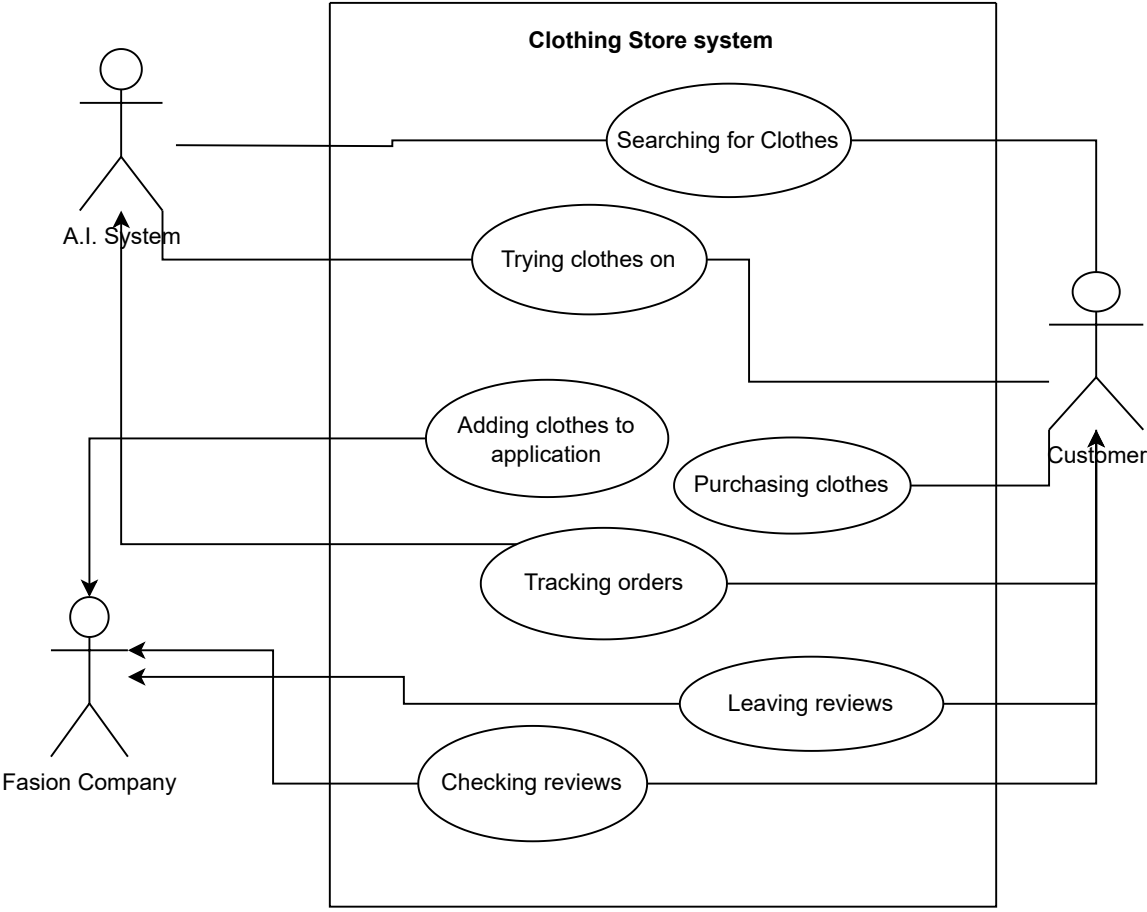 Clothing Store system
Searching for Clothes
A.I. System
Trying clothes on
Adding clothes to
application
Customer
Purchasing clothes
Tracking orders
Leaving reviews
Fasion Company
Checking reviews